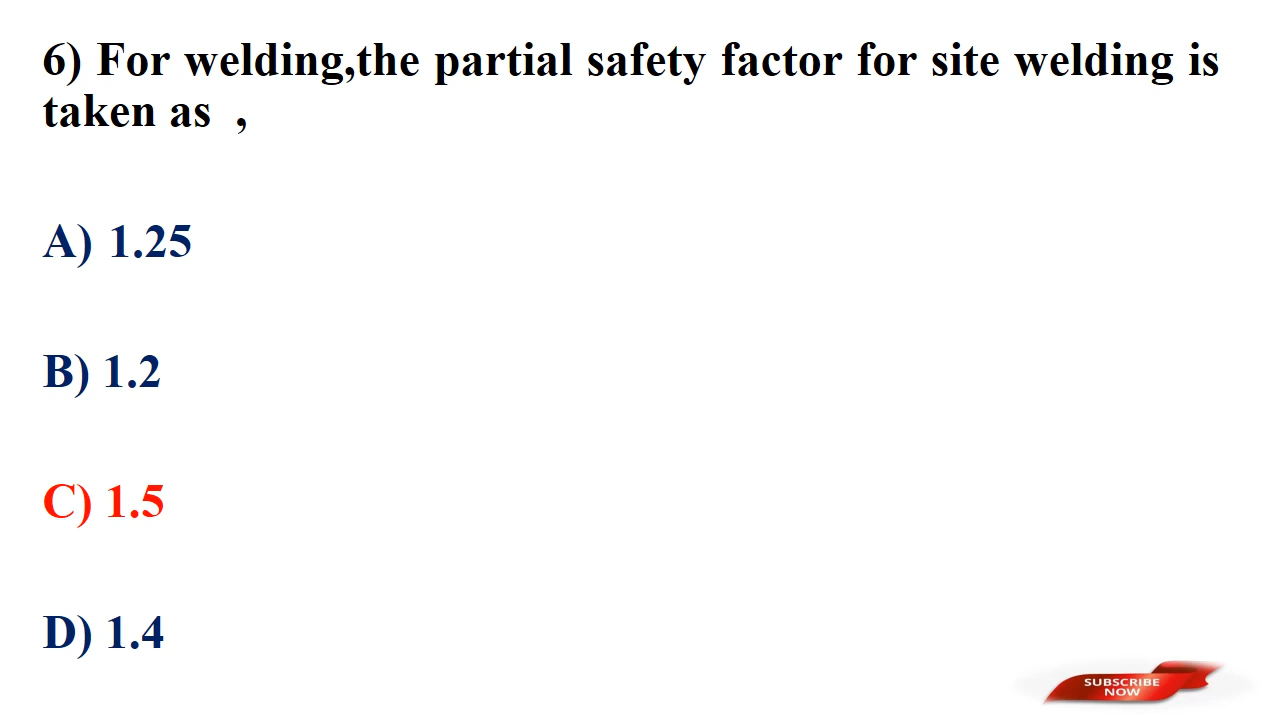 6) For welding,the partial safety factor for site welding is
taken as ,
A) 1.25
B) 1.2
C) 1.5
D) 1.4
SUBSCRIBE
NOW